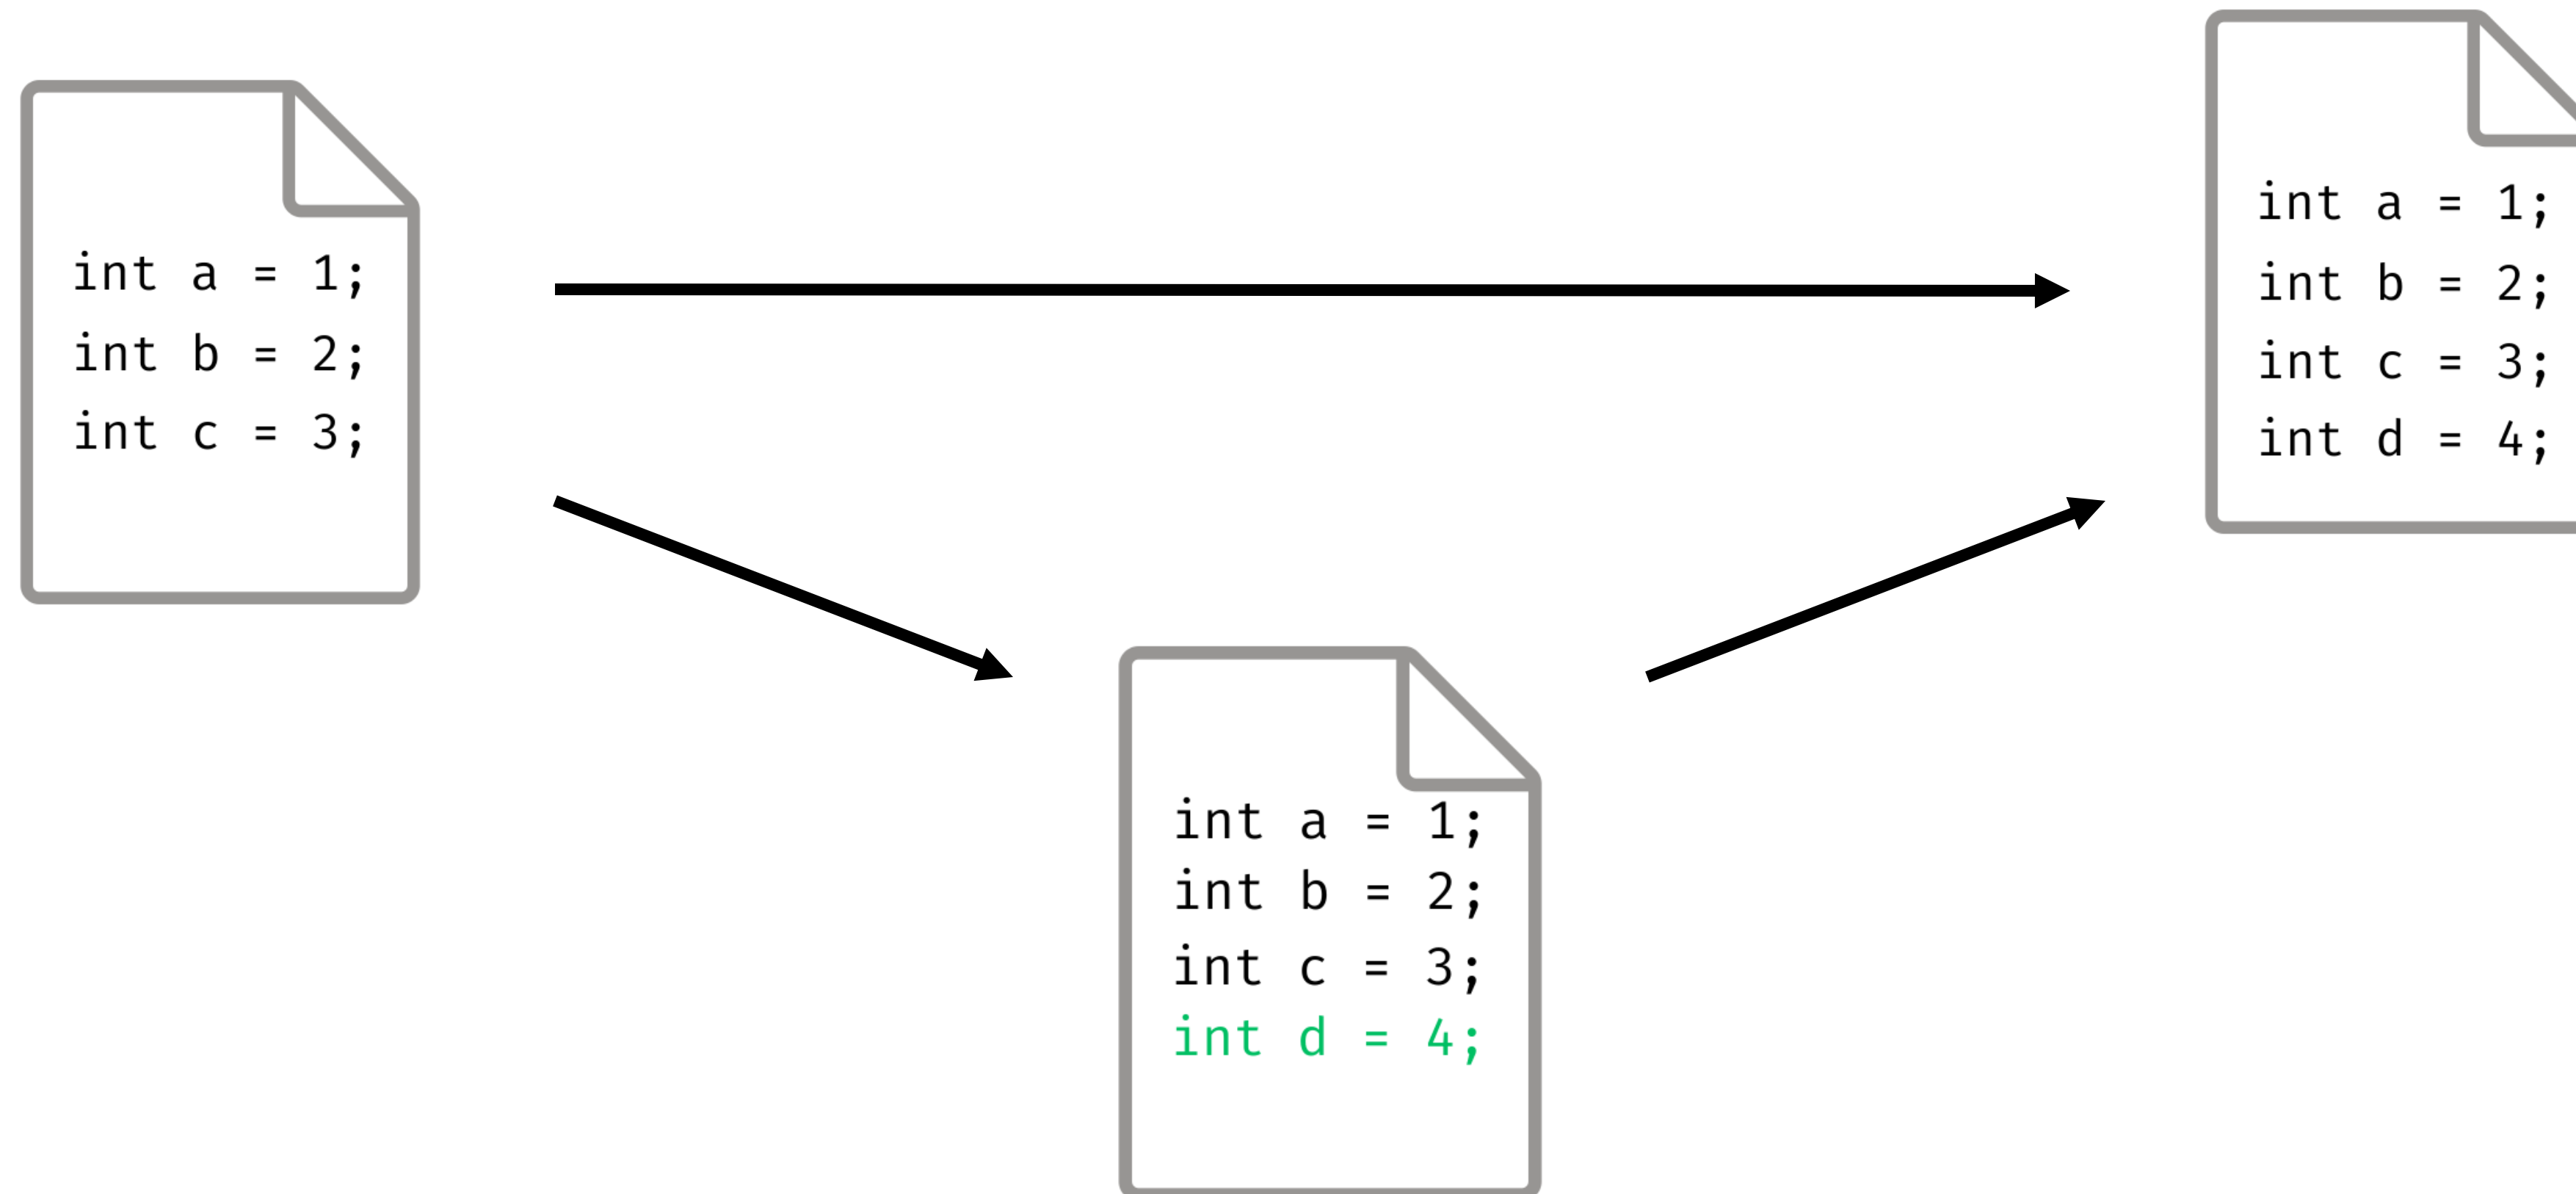 int a = 1;
int b = 2;
int c = 3;
int a = 1;
int b = 2;
int c = 3;
int d = 4;
int a = 1;
int b = 2;
int c = 3;
int d = 4;